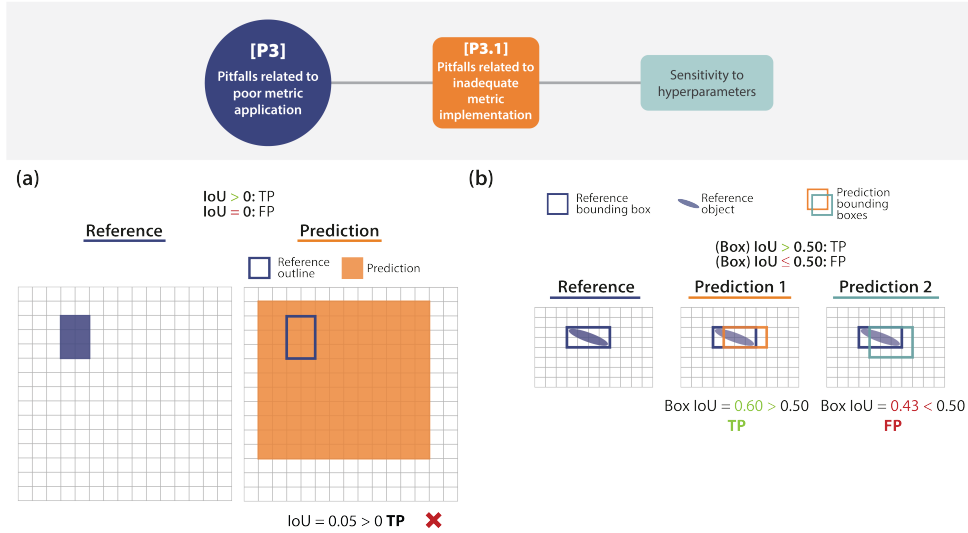 [P3]
Pitfalls related to
poor metric
application
[P3.1]
Pitfalls related to
inadequate
metric
implementation
Sensitivity to
hyperparameters
(a)
IoU > 0: TP
IoU = 0: FP
Reference
Prediction
Reference
outline
Prediction
IoU = 0.05 > 0 TP
(b)
Reference
bounding box
Reference
object
Prediction
bounding
boxes
(Box) IoU > 0.50: TP
(Box) IoU ≤ 0.50: FP
Reference
Prediction 1
Prediction 2
Box IoU = 0.60 > 0.50
TP
Box IoU = 0.43 < 0.50
FP